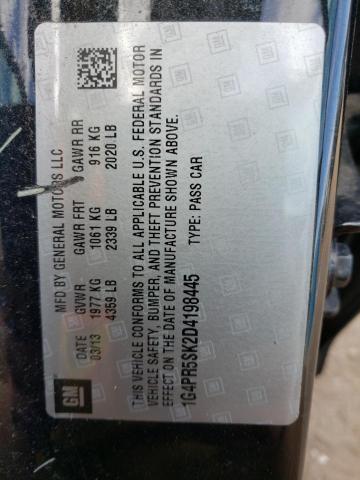 MFD BY GENERAL MOTORS LLC
DATE GVWR GAWR FRT GAWR RR
03/13 1977 KG 1061 KG 916 KG
4359 LB 2339 LB 2020 LB
THIS VEHICLE CONFORMS TO ALL APPLICABLE U.S. FEDERAL MOTOR
VEHICLE SAFETY, BUMPER, AND THEFT PREVENTION STANDARDS IN
EFFECT ON THE DATE OF MANUFACTURE SHOWN ABOVE.
1G4PR5SK2D4198445 TYPE: PASS CAR
GM